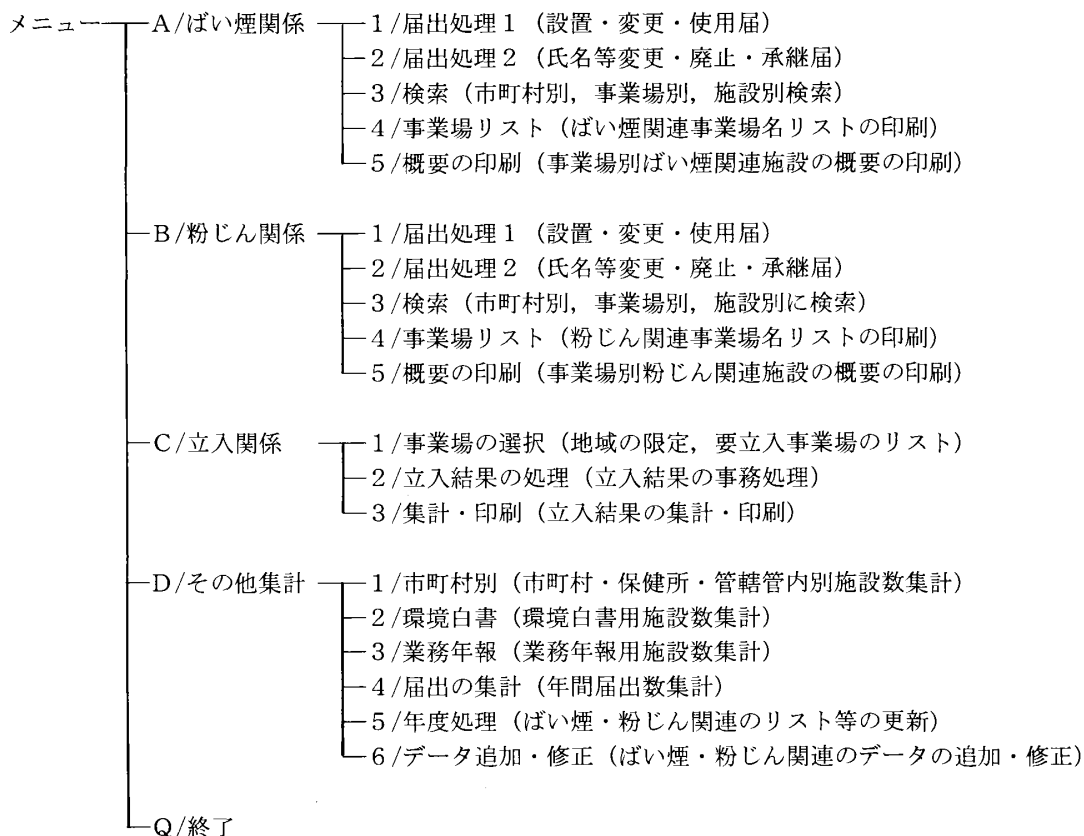 メニュー A/ばい煙関係 1/届出処理1（設置・変更・使用届）
2/届出処理2（氏名等変更・廃止・承継届）
3/検索（市町村別，事業場別，施設別検索）
4/事業場リスト（ばい煙関連事業場名リストの印刷）
5/概要の印刷（事業場別ばい煙関連施設の概要の印刷）
B/粉じん関係 1/届出処理1（設置・変更・使用届）
2/届出処理2（氏名等変更・廃止・承継届）
3/検索（市町村別，事業場別，施設別に検索）
4/事業場リスト（粉じん関連事業場名リストの印刷）
5/概要の印刷（事業場別粉じん関連施設の概要の印刷）
C/立入関係 1/事業場の選択（地域の限定，要立入事業場のリスト）
2/立入結果の処理（立入結果の事務処理）
3/集計・印刷（立入結果の集計・印刷）
D/その他集計 1/市町村別（市町村・保健所・管轄管内別施設数集計）
2/環境白書（環境白書用施設数集計）
3/業務年報（業務年報用施設数集計）
4/届出の集計（年間届出数集計）
5/年度処理（ばい煙・粉じん関連のリスト等の更新）
6/データ追加・修正（ばい煙・粉じん関連のデータの追加・修正）
Q/終了